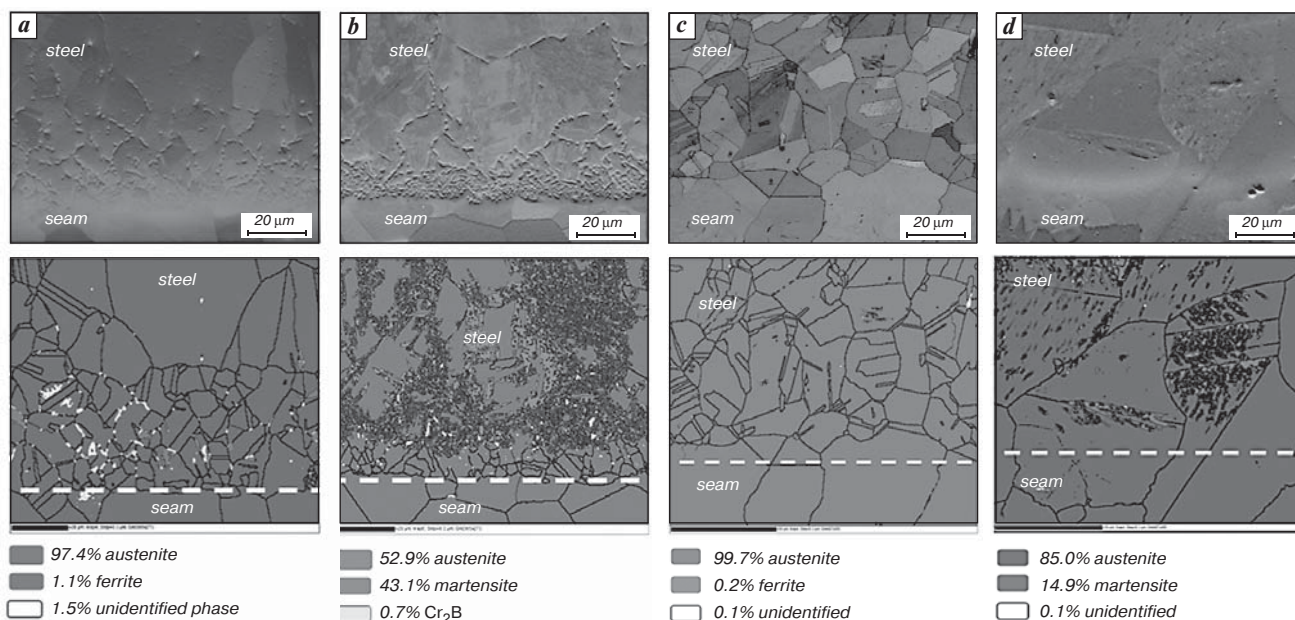 a
steel
seam
20 μm
b
steel
seam
20 μm
c
steel
seam
20 μm
d
steel
seam
20 μm
steel
seam
steel
seam
steel
seam
steel
seam
97.4% austenite
1.1% ferrite
1.5% unidentified phase
52.9% austenite
43.1% martensite
0.7% Cr₂B
99.7% austenite
0.2% ferrite
0.1% unidentified
85.0% austenite
14.9% martensite
0.1% unidentified